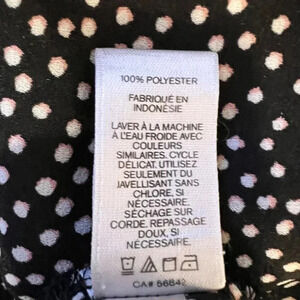 100% POLYESTER
FABRIQUÉ EN
INDONÉSIE
LAVER À LA MACHINE
À L'EAU FROIDE AVEC
COULEURS
SIMILAIRES. CYCLE
DÉLICAT. UTILISEZ
SEULEMENT DU
JAVELLISANT SANS
CHLORE, SI
NÉCESSAIRE.
SÉCHAGE SUR
CORDE. REPASSAGE
DOUX, SI
NÉCESSAIRE.
CA# 56842